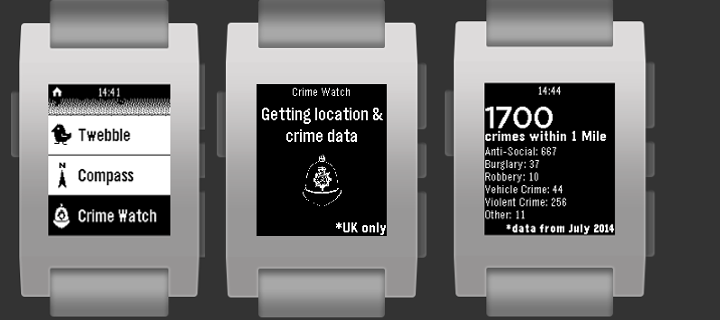 14:41
Twebble
N
Compass
Crime Watch
Crime Watch
Getting location &
crime data
*UK only
14:44
1700
crimes within 1 Mile
Anti-Social: 667
Burglary: 37
Robbery: 10
Vehicle Crime: 44
Violent Crime: 256
Other: 11
*data from July 2014